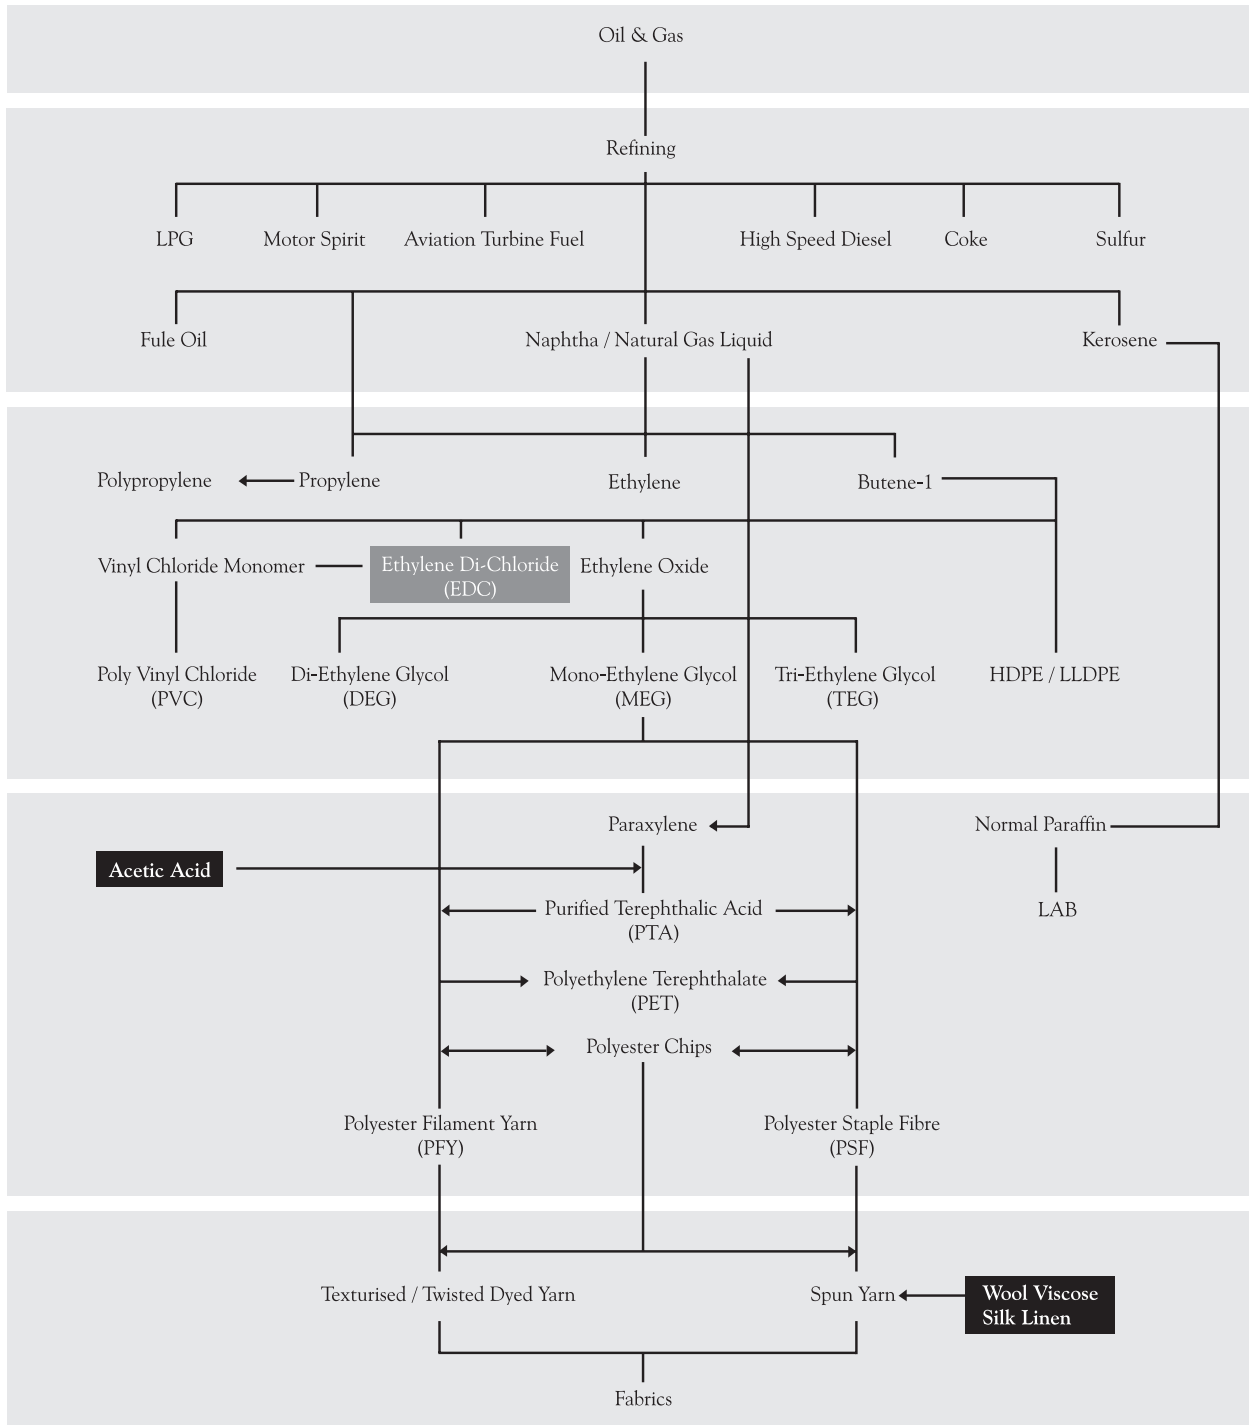 Oil & Gas
Refining
LPG
Motor Spirit
Aviation Turbine Fuel
High Speed Diesel
Coke
Sulfur
Fule Oil
Naphtha / Natural Gas Liquid
Kerosene
Polypropylene
Propylene
Ethylene
Butene-1
Vinyl Chloride Monomer
Ethylene Di-Chloride
(EDC)
Ethylene Oxide
Poly Vinyl Chloride
(PVC)
Di-Ethylene Glycol
(DEG)
Mono-Ethylene Glycol
(MEG)
Tri-Ethylene Glycol
(TEG)
HDPE / LLDPE
Paraxylene
Normal Paraffin
Acetic Acid
Purified Terephthalic Acid
(PTA)
LAB
Polyethylene Terephthalate
(PET)
Polyester Chips
Polyester Filament Yarn
(PFY)
Polyester Staple Fibre
(PSF)
Texturised / Twisted Dyed Yarn
Spun Yarn
Wool Viscose
Silk Linen
Fabrics